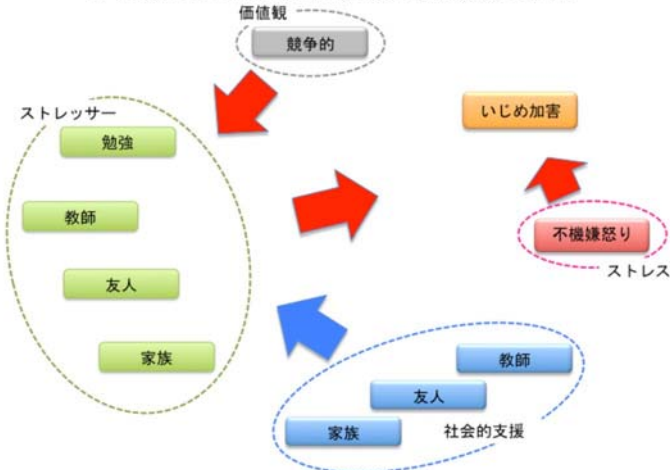 価値観
競争的
ストレッサー
勉強
教師
友人
家族
いじめ加害
不機嫌怒り
ストレス
教師
友人
家族
社会的支援